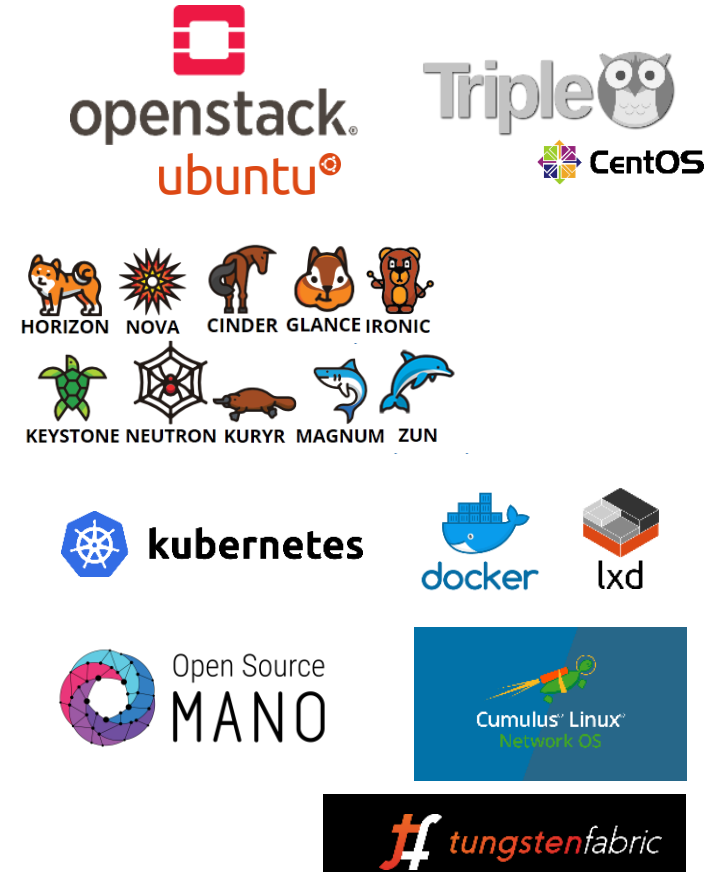 openstack®
Triple
ubuntu
CentOS
HORIZON NOVA CINDER GLANCE IRONIC
KEYSTONE NEUTRON KURYR MAGNUM ZUN
kubernetes
docker
lxd
Open Source
MANO
Cumulus Linux
Network OS
tf tungstenfabric